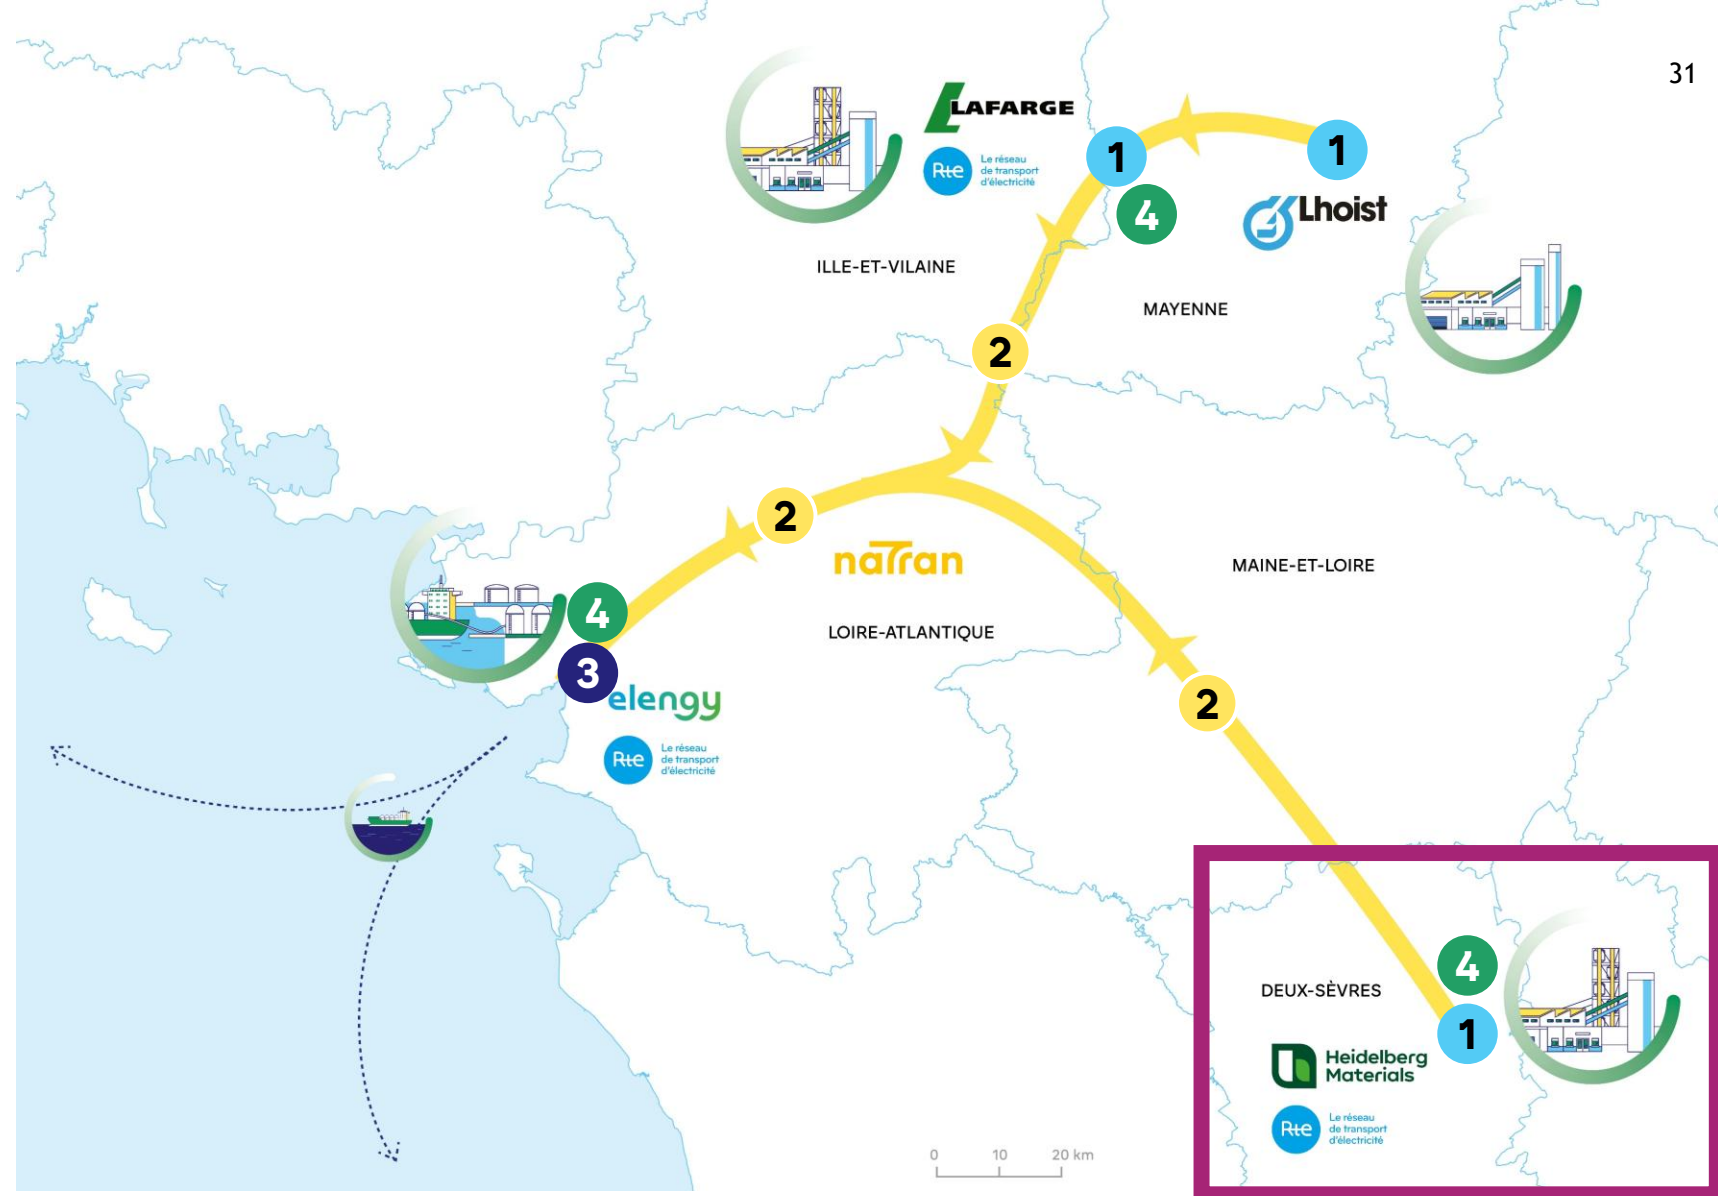 31
LAFARGE
Rte
Le réseau
de transport
d'électricité
1
1
4
Lhoist
ILLE-ET-VILAINE
MAYENNE
2
2
naTran
MAINE-ET-LOIRE
4
LOIRE-ATLANTIQUE
3
elengy
2
Rte
Le réseau
de transport
d'électricité
4
DEUX-SÈVRES
1
Heidelberg
Materials
Rte
Le réseau
de transport
d'électricité
0 10 20 km